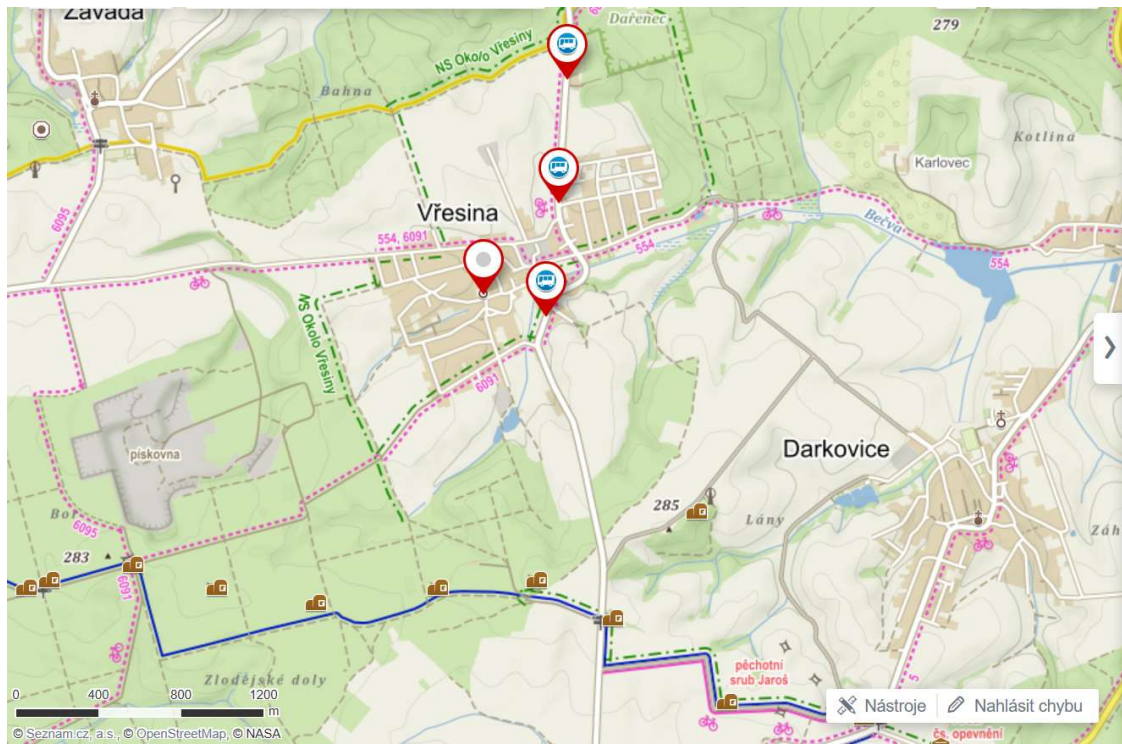 Závada
Dařenec
279
NS Okolo Vřesiny
Bahna
Kotlina
Karlovec
6095
Vřesina
554, 6091
554
Bečva
554
NS Okolo Vřesiny
6091
pískovna
Darkovice
Bor
6095
285
Lány
283
6091
5
Zlodějské doly
pěchotní
srub Jaroš
0 400 800 1200
m
Nástroje
Nahlásit chybu
čs. opevnění
© Seznam.cz, a.s., © OpenStreetMap, © NASA